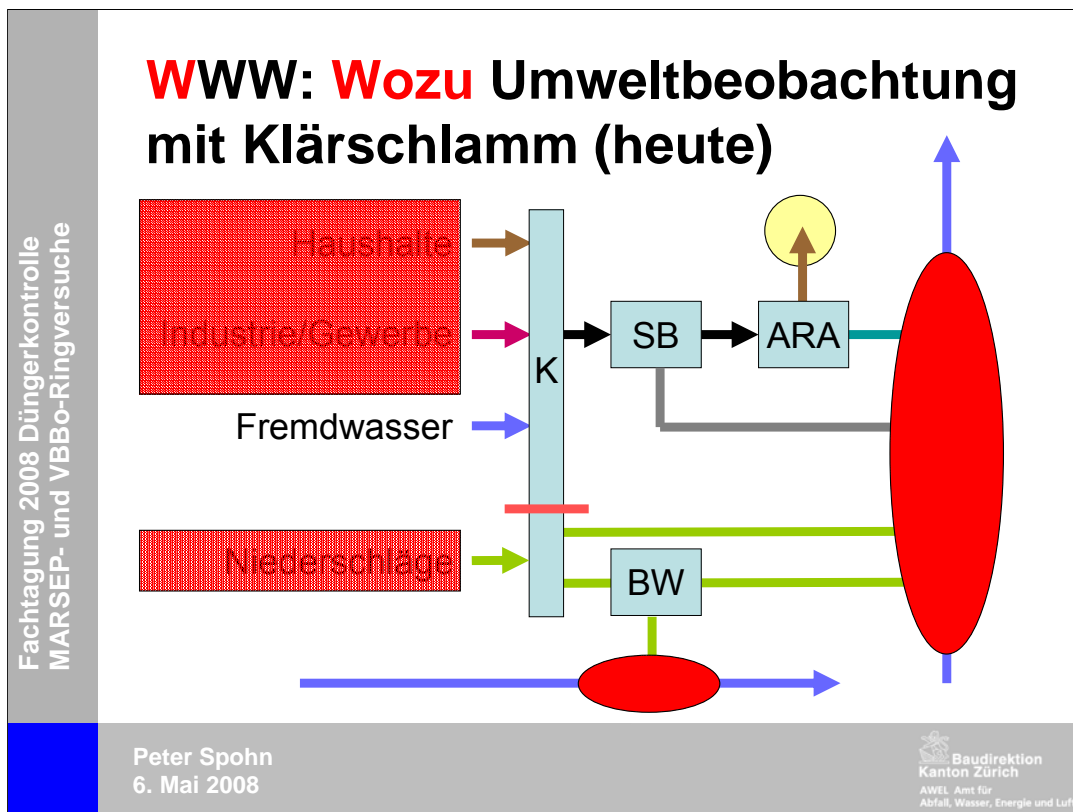 WWW: Wozu Umweltbeobachtung
mit Klärschlamm (heute)
Haushalte
Industrie/Gewerbe
Fremdwasser
Niederschläge
K
SB
ARA
BW
Fachtagung 2008 Düngerkontrolle
MARSEP- und VBBo-Ringversuche
Peter Spohn
6. Mai 2008
Baudirektion
Kanton Zürich
AWEL Amt für
Abfall, Wasser, Energie und Luft